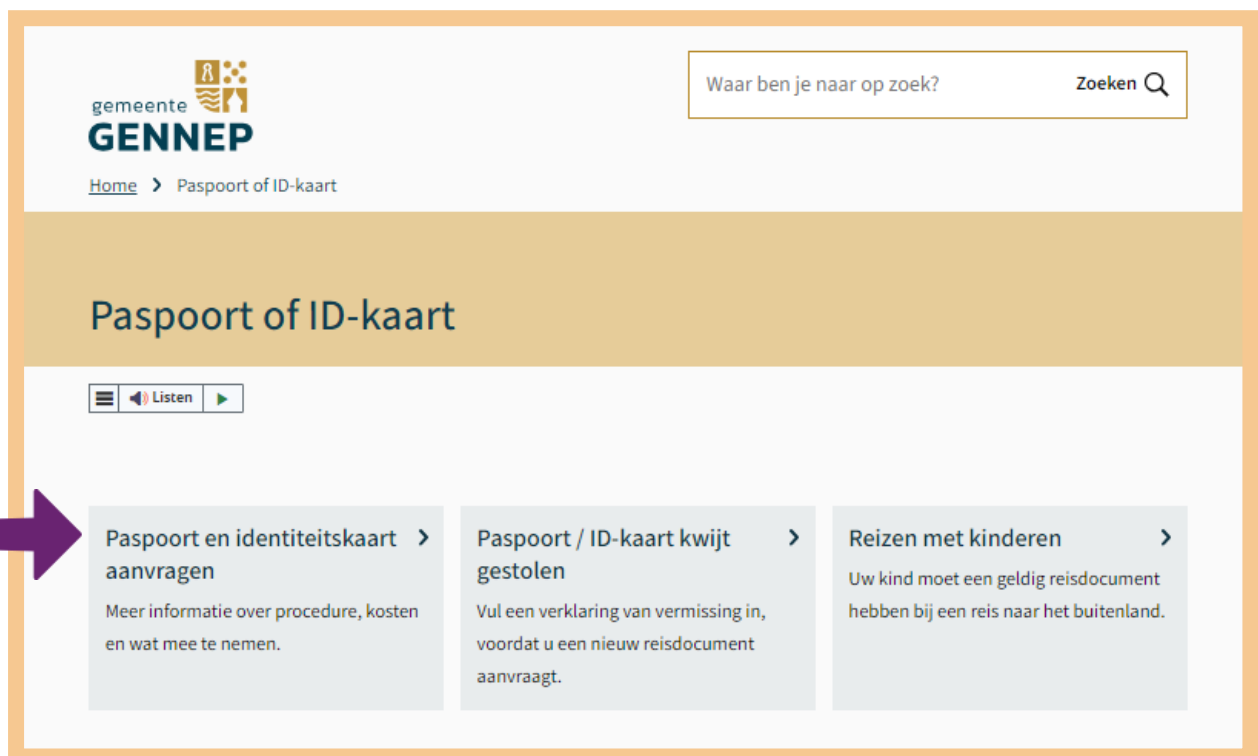 gemeente
GENNEP
Waar ben je naar op zoek? Zoeken
Home > Paspoort of ID-kaart
Paspoort of ID-kaart
Listen
Paspoort en identiteitskaart
aanvragen
Meer informatie over procedure, kosten
en wat mee te nemen.
Paspoort / ID-kaart kwijt
gestolen
Vul een verklaring van vermissing in,
voordat u een nieuw reisdocument
aanvraagt.
Reizen met kinderen
Uw kind moet een geldig reisdocument
hebben bij een reis naar het buitenland.